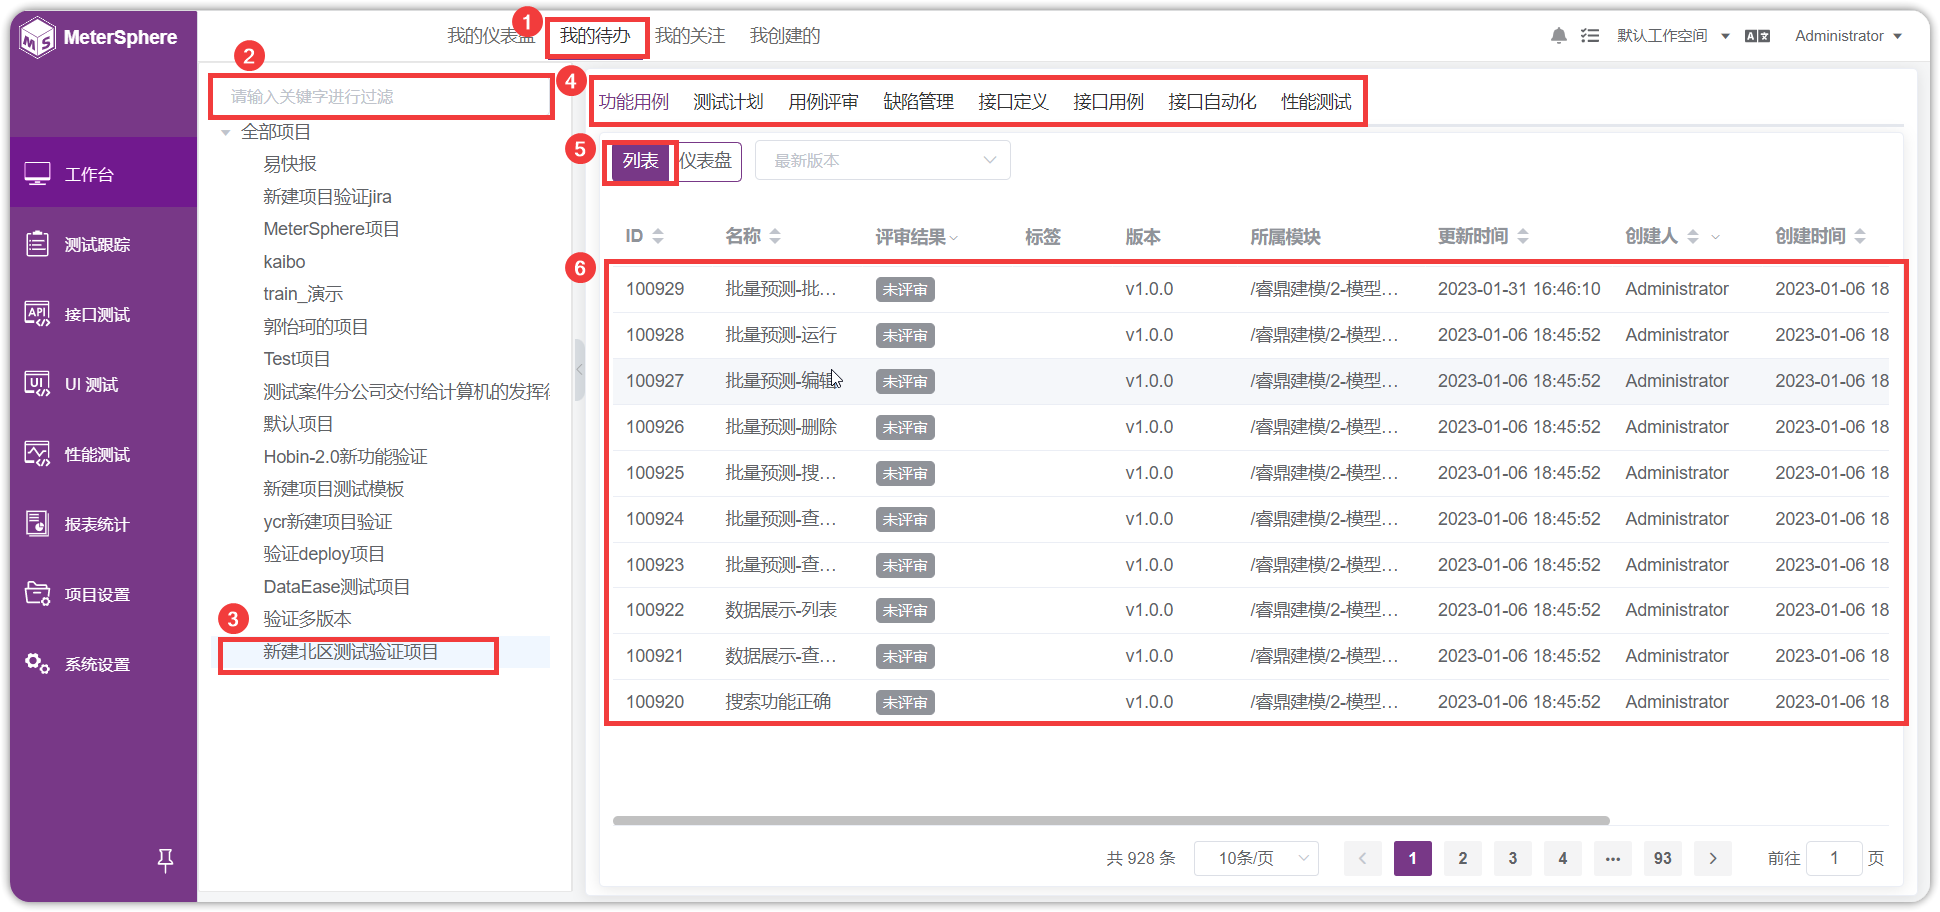 MeterSphere
我的仪表盘
1
我的待办
我的关注
我创建的
默认工作空间
Administrator
工作台
测试跟踪
接口测试
UI 测试
性能测试
报表统计
项目设置
系统设置
2
请输入关键字进行过滤
全部项目
易快报
新建项目验证jira
MeterSphere项目
kaibo
train_演示
郭怡珂的项目
Test项目
测试案件分公司交付给计算机的发挥
默认项目
Hobin-2.0新功能验证
新建项目测试模板
ycr新建项目验证
验证deploy项目
DataEase测试项目
验证多版本
3
新建北区测试验证项目
4
功能用例 测试计划 用例评审 缺陷管理 接口定义 接口用例 接口自动化 性能测试
5
列表 仪表盘 最新版本
ID 名称 评审结果 标签 版本 所属模块 更新时间 创建人 创建时间
6
100929 批量预测-批… 未评审 v1.0.0 /睿鼎建模/2-模型… 2023-01-31 16:46:10 Administrator 2023-01-06 18
100928 批量预测-运行 未评审 v1.0.0 /睿鼎建模/2-模型… 2023-01-06 18:45:52 Administrator 2023-01-06 18
100927 批量预测-编辑 未评审 v1.0.0 /睿鼎建模/2-模型… 2023-01-06 18:45:52 Administrator 2023-01-06 18
100926 批量预测-删除 未评审 v1.0.0 /睿鼎建模/2-模型… 2023-01-06 18:45:52 Administrator 2023-01-06 18
100925 批量预测-搜… 未评审 v1.0.0 /睿鼎建模/2-模型… 2023-01-06 18:45:52 Administrator 2023-01-06 18
100924 批量预测-查… 未评审 v1.0.0 /睿鼎建模/2-模型… 2023-01-06 18:45:52 Administrator 2023-01-06 18
100923 批量预测-查… 未评审 v1.0.0 /睿鼎建模/2-模型… 2023-01-06 18:45:52 Administrator 2023-01-06 18
100922 数据展示-列表 未评审 v1.0.0 /睿鼎建模/2-模型… 2023-01-06 18:45:52 Administrator 2023-01-06 18
100921 数据展示-查… 未评审 v1.0.0 /睿鼎建模/2-模型… 2023-01-06 18:45:52 Administrator 2023-01-06 18
100920 搜索功能正确 未评审 v1.0.0 /睿鼎建模/2-模型… 2023-01-06 18:45:52 Administrator 2023-01-06 18
共 928 条 10条/页 1 2 3 4 ••• 93 前往 1 页